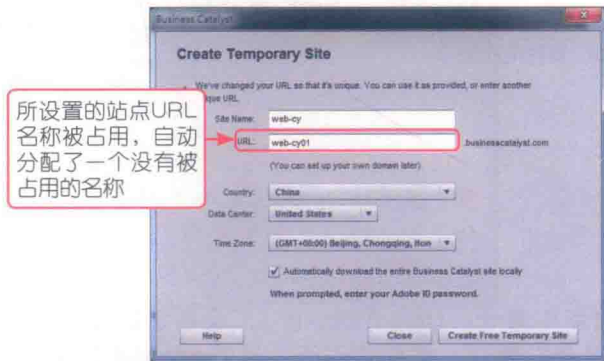 Business Catalyst
Create Temporary Site
We've changed your URL so that it's unique. You can use it as provided, or enter another
unique URL
Site Name: web-cy
URL: web-cy01 .businesscatalyst.com
(You can set up your own domain later)
Country: China
Data Center: United States
Time Zone: (GMT+08:00) Beijing, Chongqing, Hon
Automatically download the entire Business Catalyst site locally
When prompted, enter your Adobe ID password.
Help Close Create Free Temporary Site
所设置的站点URL
名称被占用，自动
分配了一个没有被
占用的名称